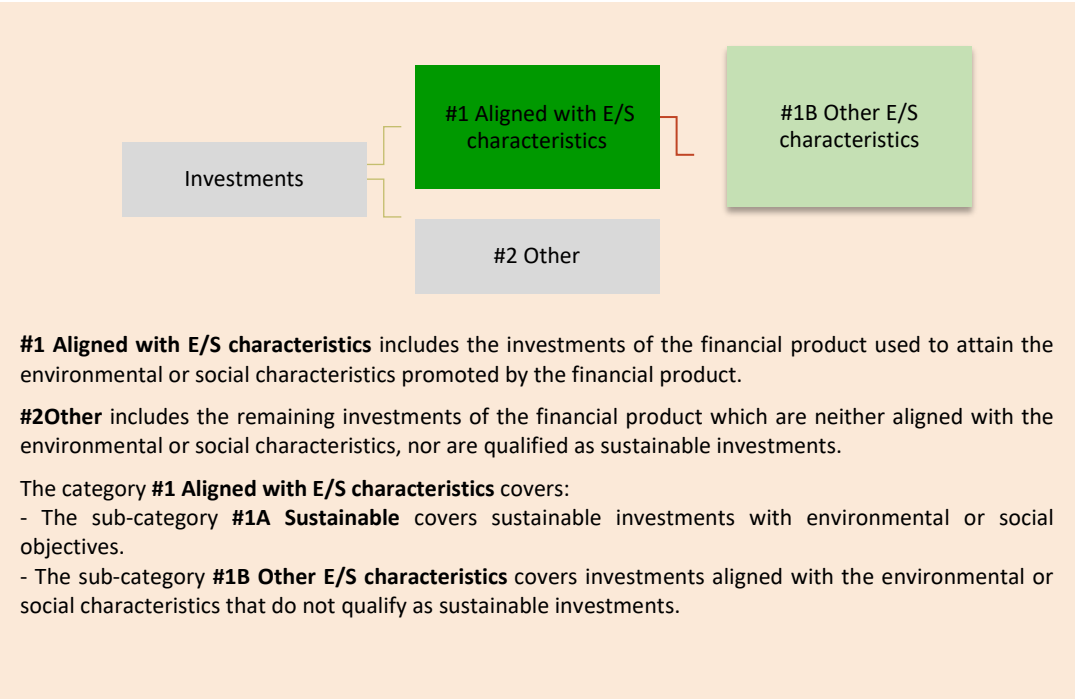 #1 Aligned with E/S
characteristics
#1B Other E/S
characteristics
Investments
#2 Other
#1 Aligned with E/S characteristics includes the investments of the financial product used to attain the
environmental or social characteristics promoted by the financial product.
#2Other includes the remaining investments of the financial product which are neither aligned with the
environmental or social characteristics, nor are qualified as sustainable investments.
The category #1 Aligned with E/S characteristics covers:
- The sub-category #1A Sustainable covers sustainable investments with environmental or social
objectives.
- The sub-category #1B Other E/S characteristics covers investments aligned with the environmental or
social characteristics that do not qualify as sustainable investments.